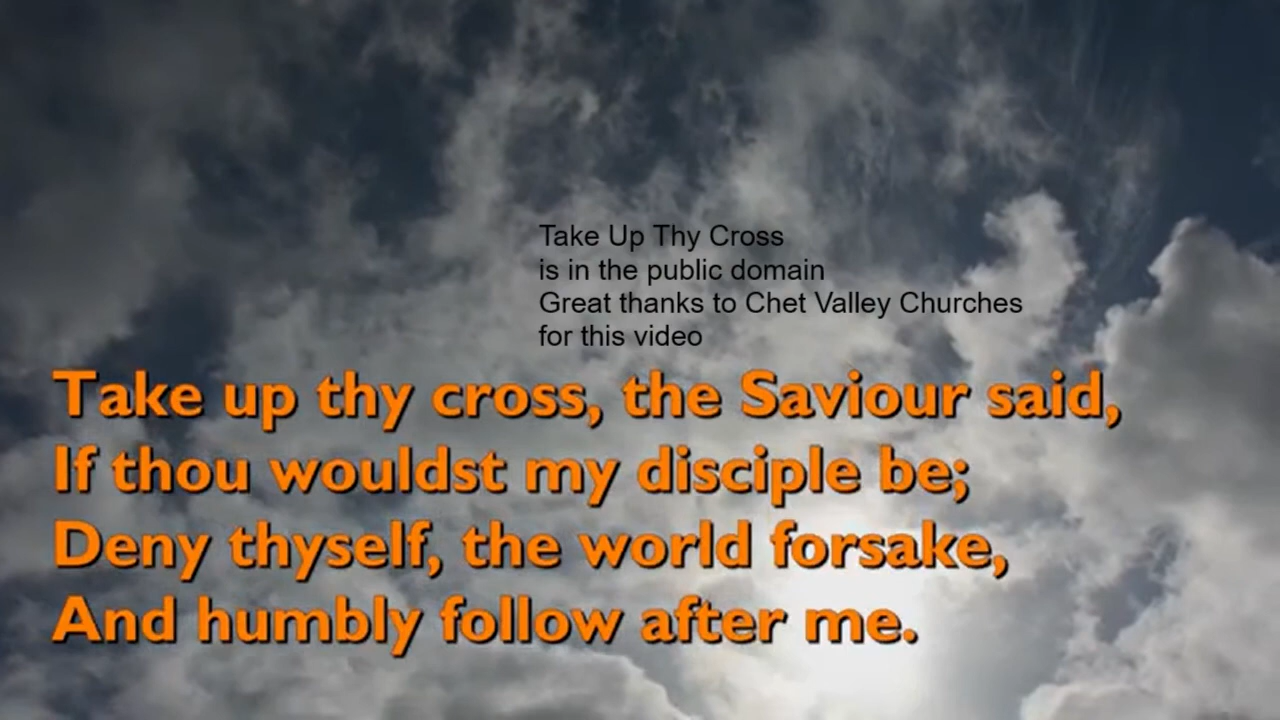 Take Up Thy Cross
is in the public domain
Great thanks to Chet Valley Churches
for this video
Take up thy cross, the Saviour said,
If thou wouldst my disciple be;
Deny thyself, the world forsake,
And humbly follow after me.